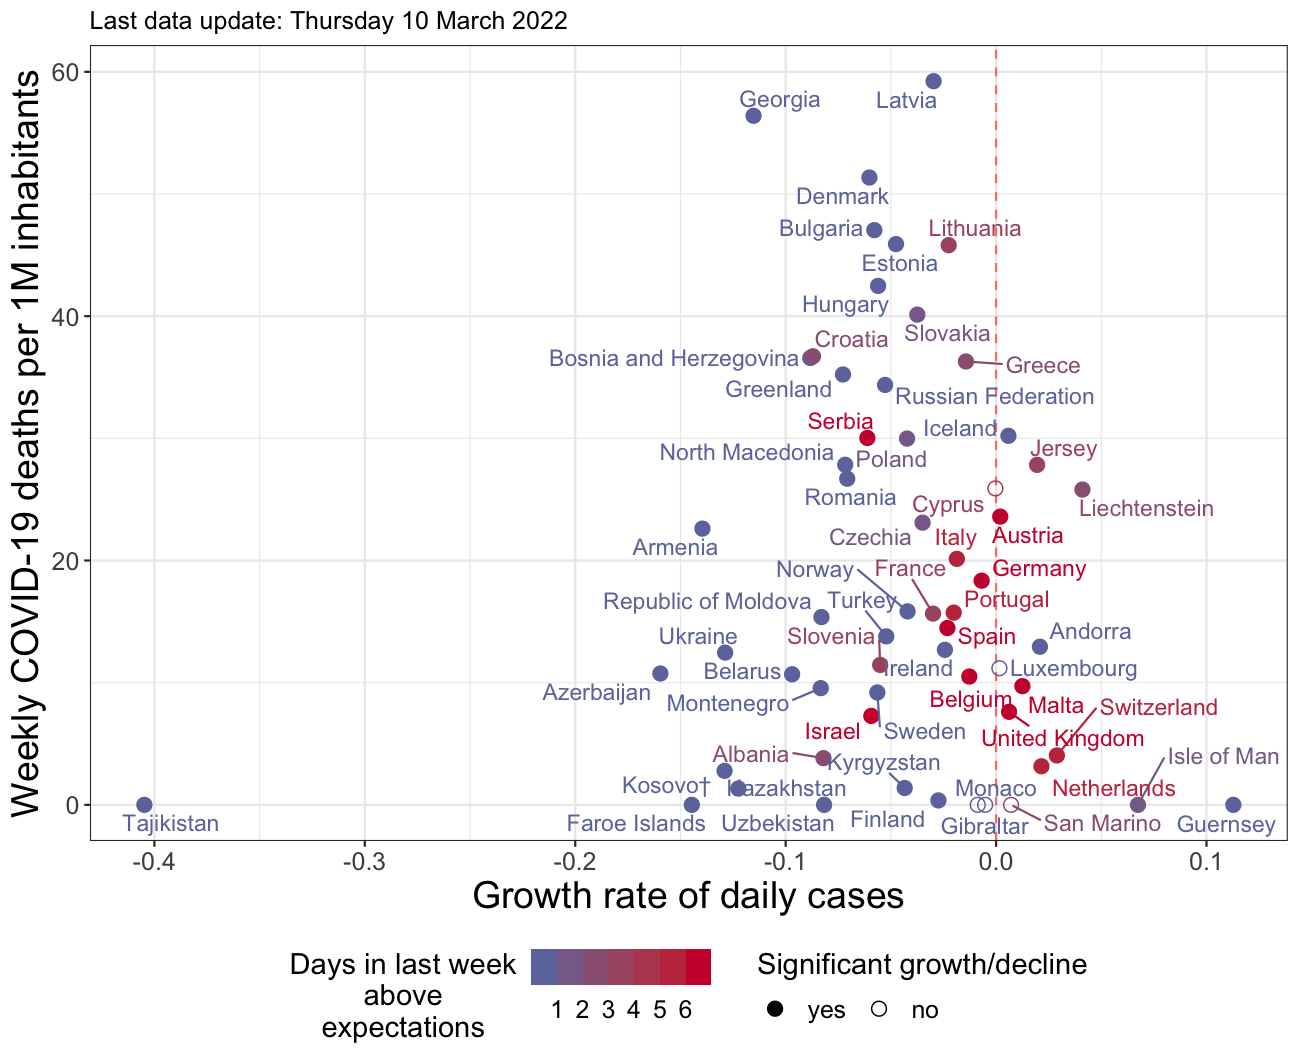 Last data update: Thursday 10 March 2022
Weekly COVID-19 deaths per 1M inhabitants
60
40
20
0
Georgia
Latvia
Denmark
Bulgaria
Lithuania
Estonia
Hungary
Slovakia
Croatia
Bosnia and Herzegovina
Greece
Greenland
Russian Federation
Serbia
Iceland
Jersey
North Macedonia
Poland
Romania
Cyprus
Liechtenstein
Czechia
Italy
Austria
Armenia
Norway
France
Germany
Republic of Moldova
Turkey
Portugal
Ukraine
Slovenia
Spain
Andorra
Belarus
Ireland
Luxembourg
Azerbaijan
Montenegro
Belgium
Malta
Switzerland
Israel
Sweden
United Kingdom
Albania
Kyrgyzstan
Isle of Man
Kosovo†
Kazakhstan
Monaco
Netherlands
Tajikistan
Faroe Islands
Uzbekistan
Finland
Gibraltar
San Marino
Guernsey
-0.4
-0.3
-0.2
-0.1
0.0
0.1
Growth rate of daily cases
Days in last week
above
expectations
1 2 3 4 5 6
Significant growth/decline
yes
no